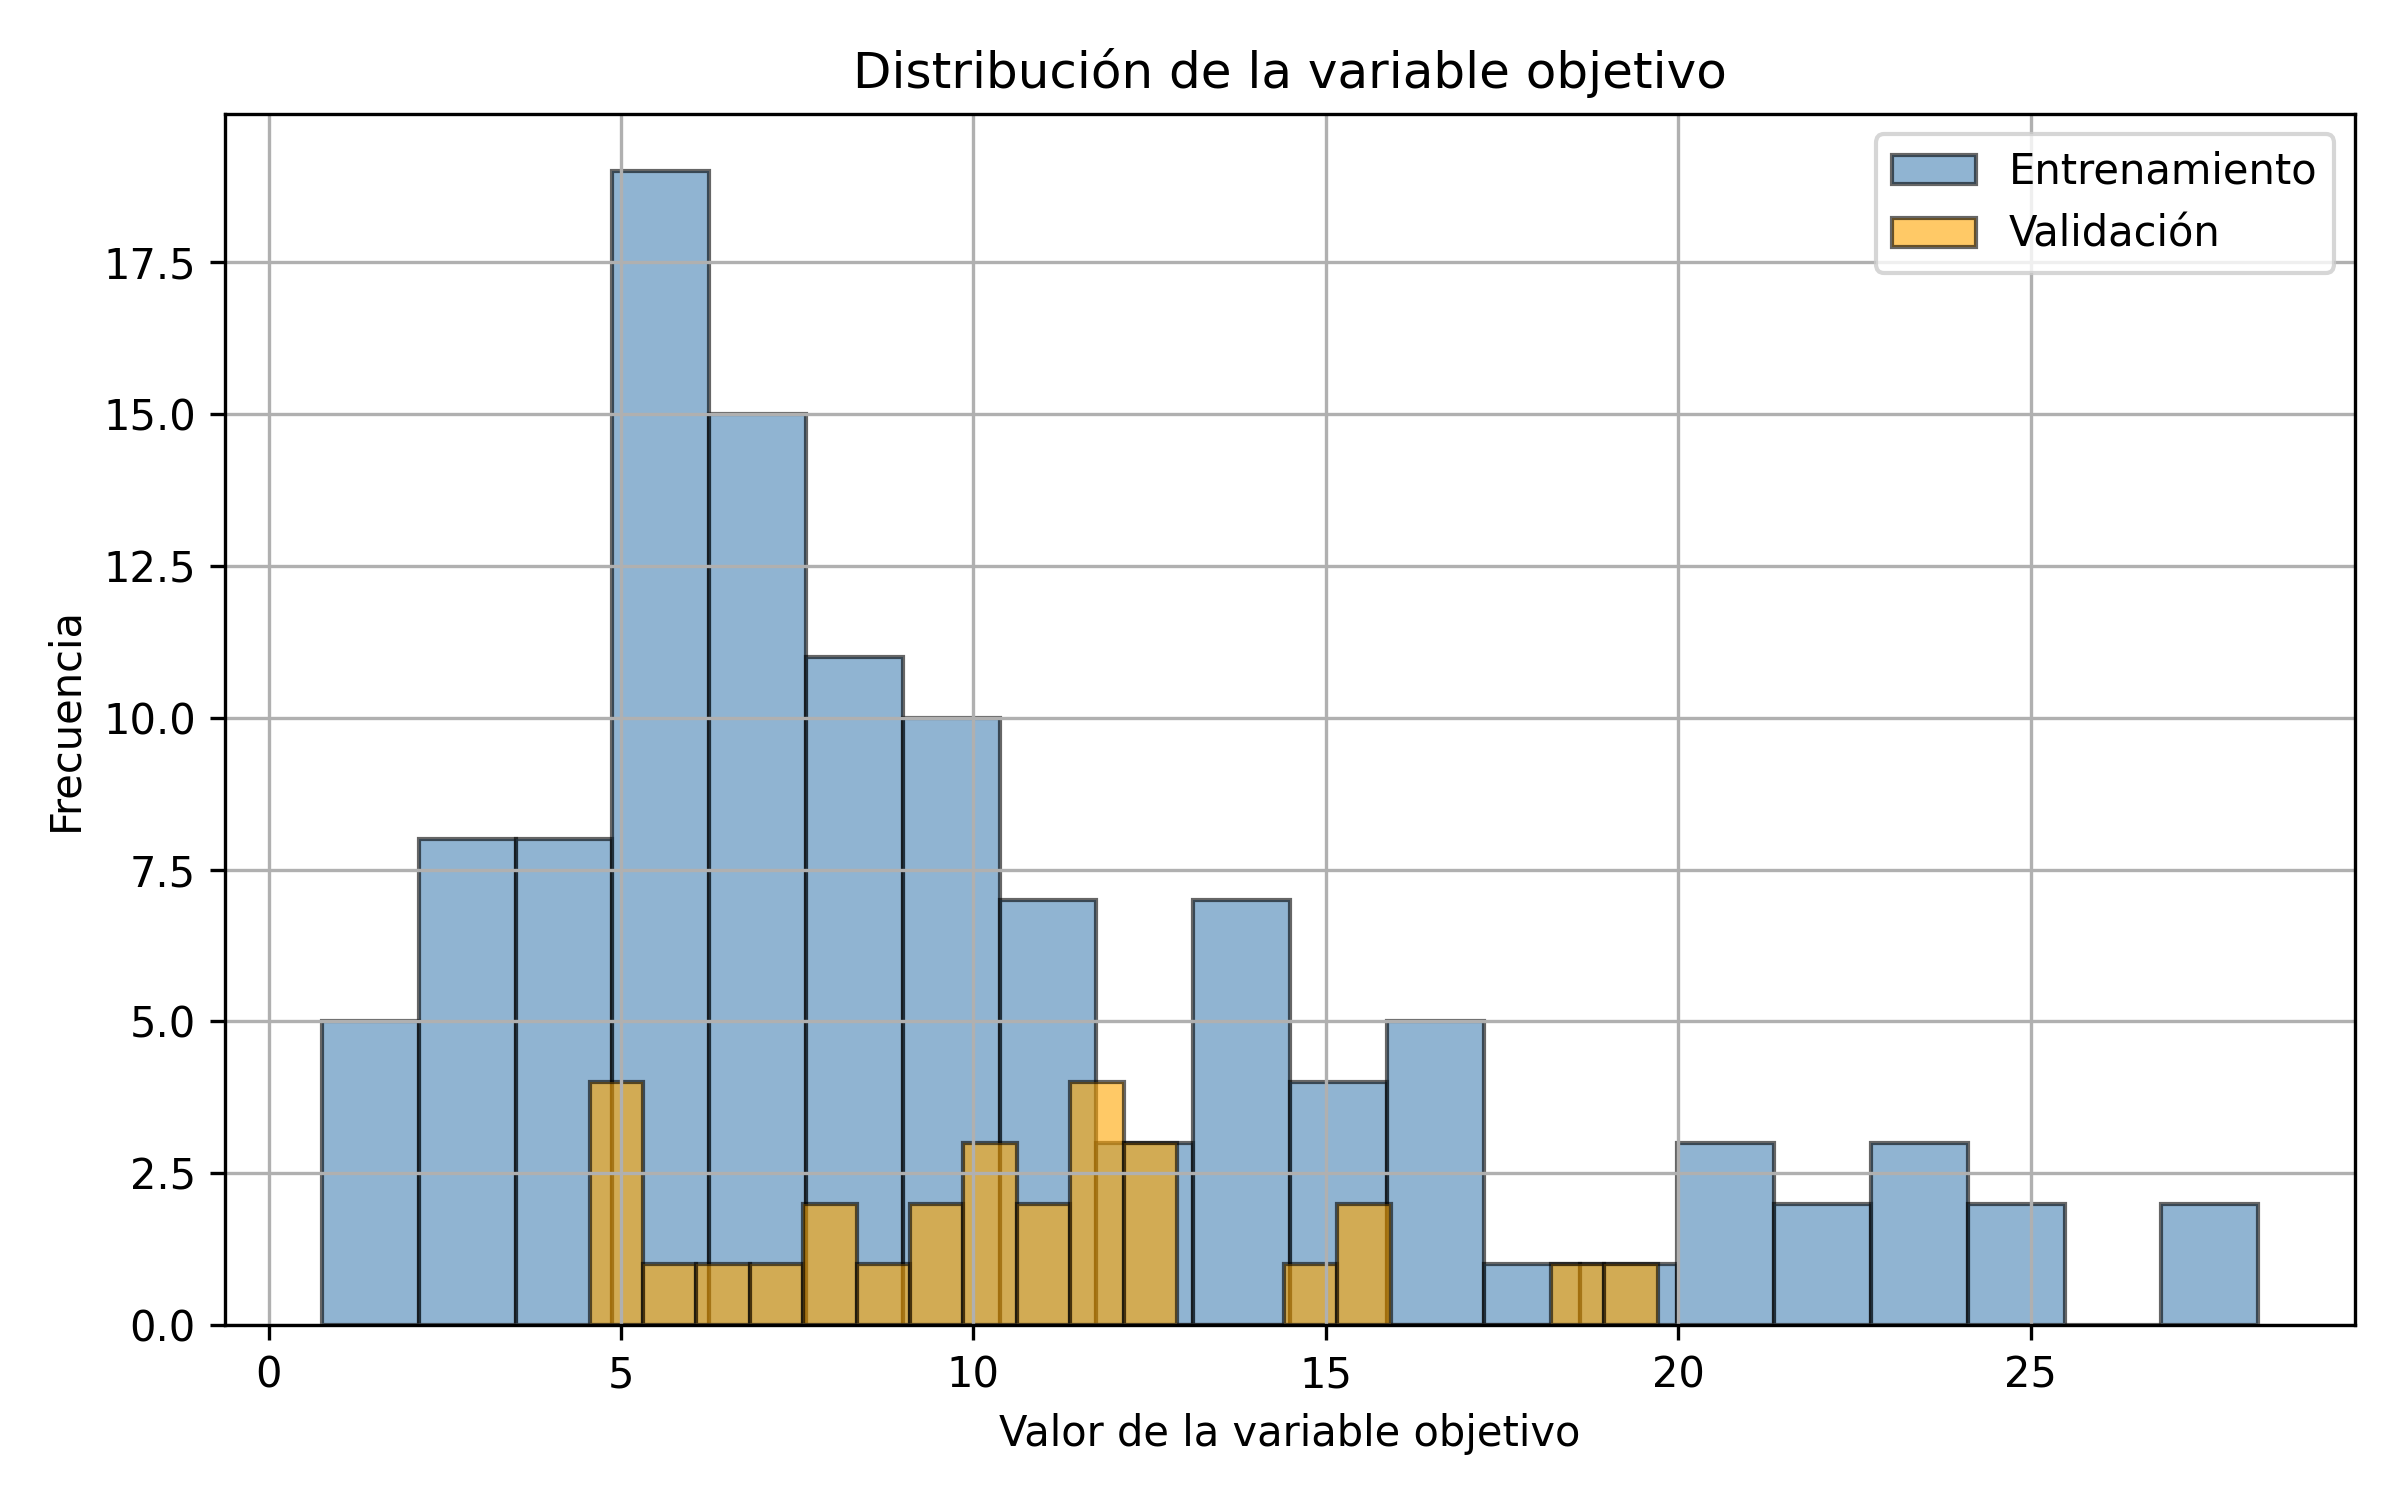 Distribución de la variable objetivo
Entrenamiento
Validación
Frecuencia
17.5
15.0
12.5
10.0
7.5
5.0
2.5
0.0
0 5 10 15 20 25
Valor de la variable objetivo